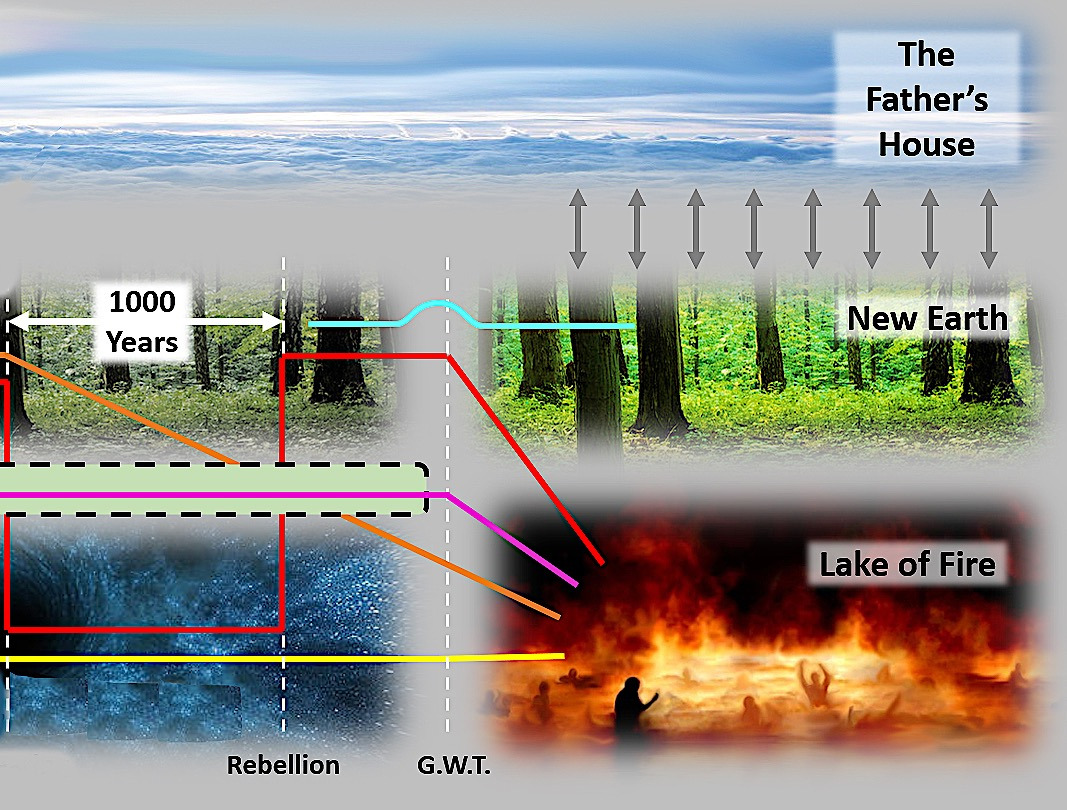 The
Father’s
House
1000
Years
New Earth
Lake of Fire
Rebellion
G.W.T.